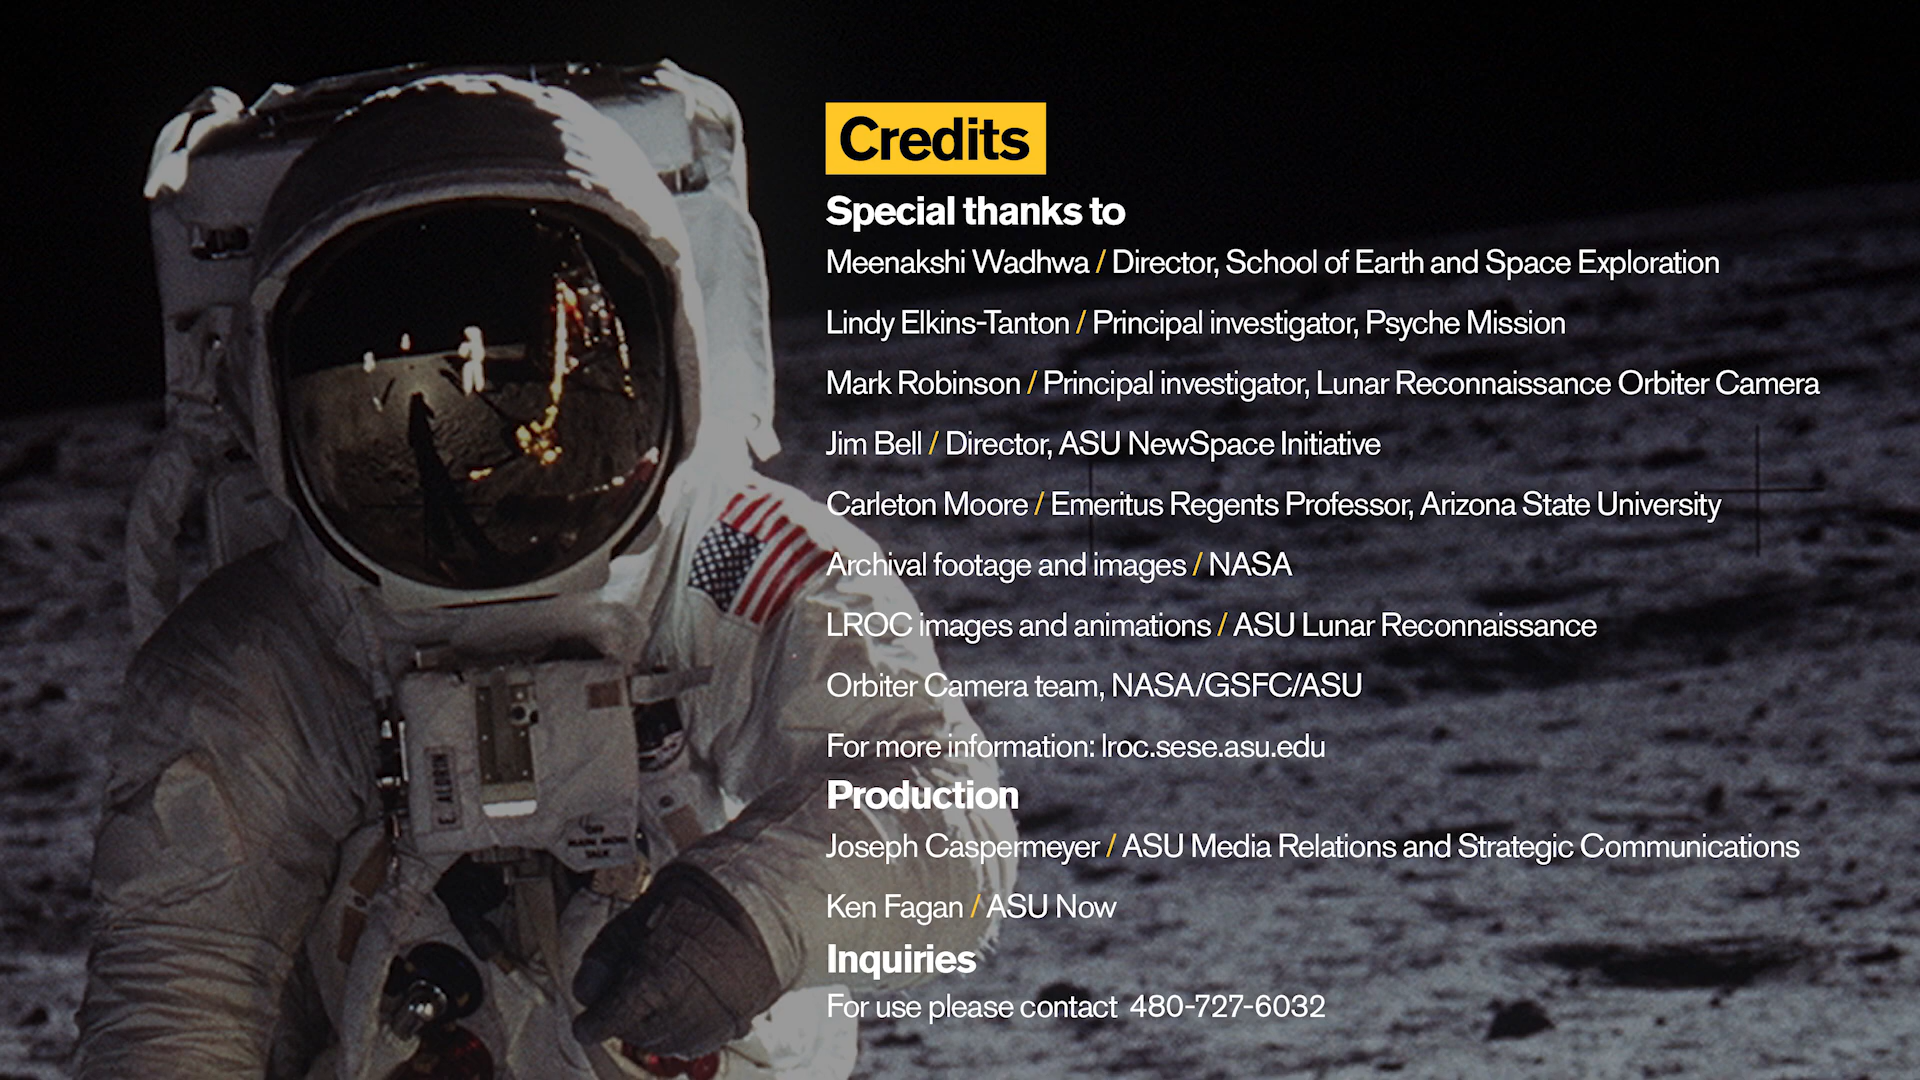 Credits
Special thanks to
Meenakshi Wadhwa / Director, School of Earth and Space Exploration
Lindy Elkins-Tanton / Principal investigator, Psyche Mission
Mark Robinson / Principal investigator, Lunar Reconnaissance Orbiter Camera
Jim Bell / Director, ASU NewSpace Initiative
Carleton Moore / Emeritus Regents Professor, Arizona State University
Archival footage and images / NASA
LROC images and animations / ASU Lunar Reconnaissance
Orbiter Camera team, NASA/GSFC/ASU
For more information: lroc.sese.asu.edu
Production
Joseph Caspermeyer / ASU Media Relations and Strategic Communications
Ken Fagan / ASU Now
Inquiries
For use please contact 480-727-6032
E. ALDRIN